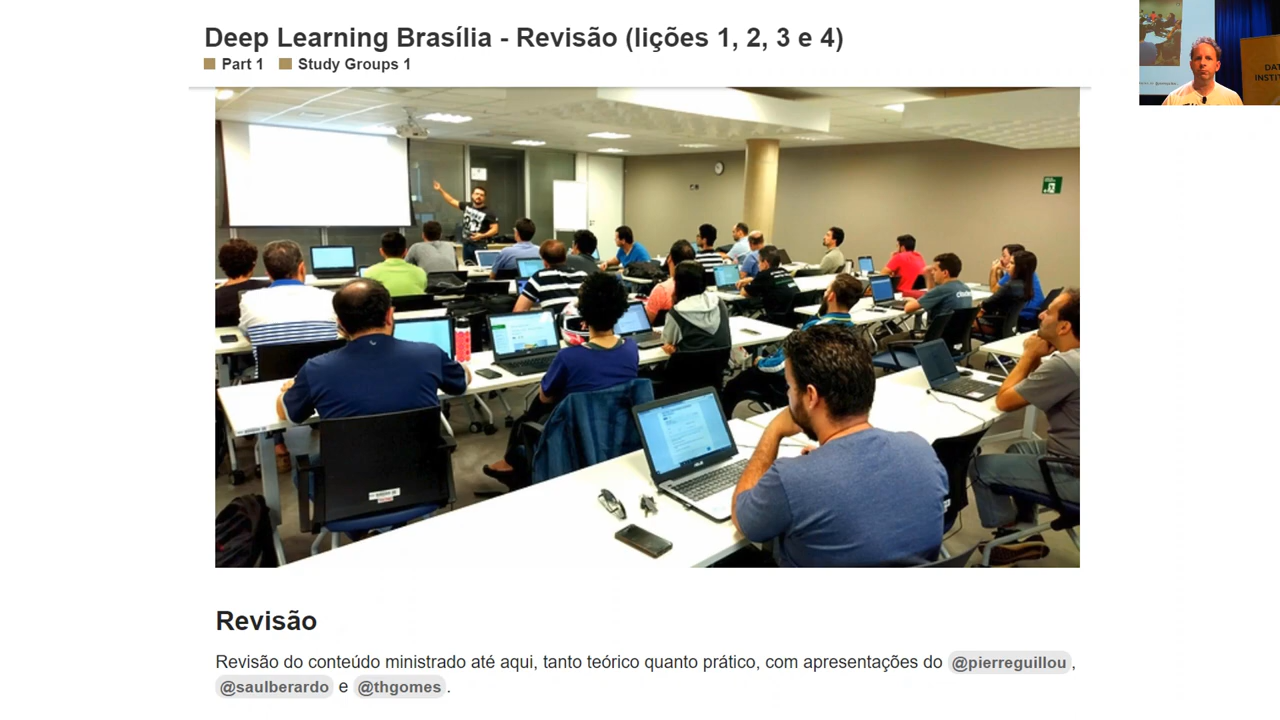 Deep Learning Brasília - Revisão (lições 1, 2, 3 e 4)
Part 1 Study Groups 1
Revisão
Revisão do conteúdo ministrado até aqui, tanto teórico quanto prático, com apresentações do @pierreguillou,
@saulberardo e @thgomes.